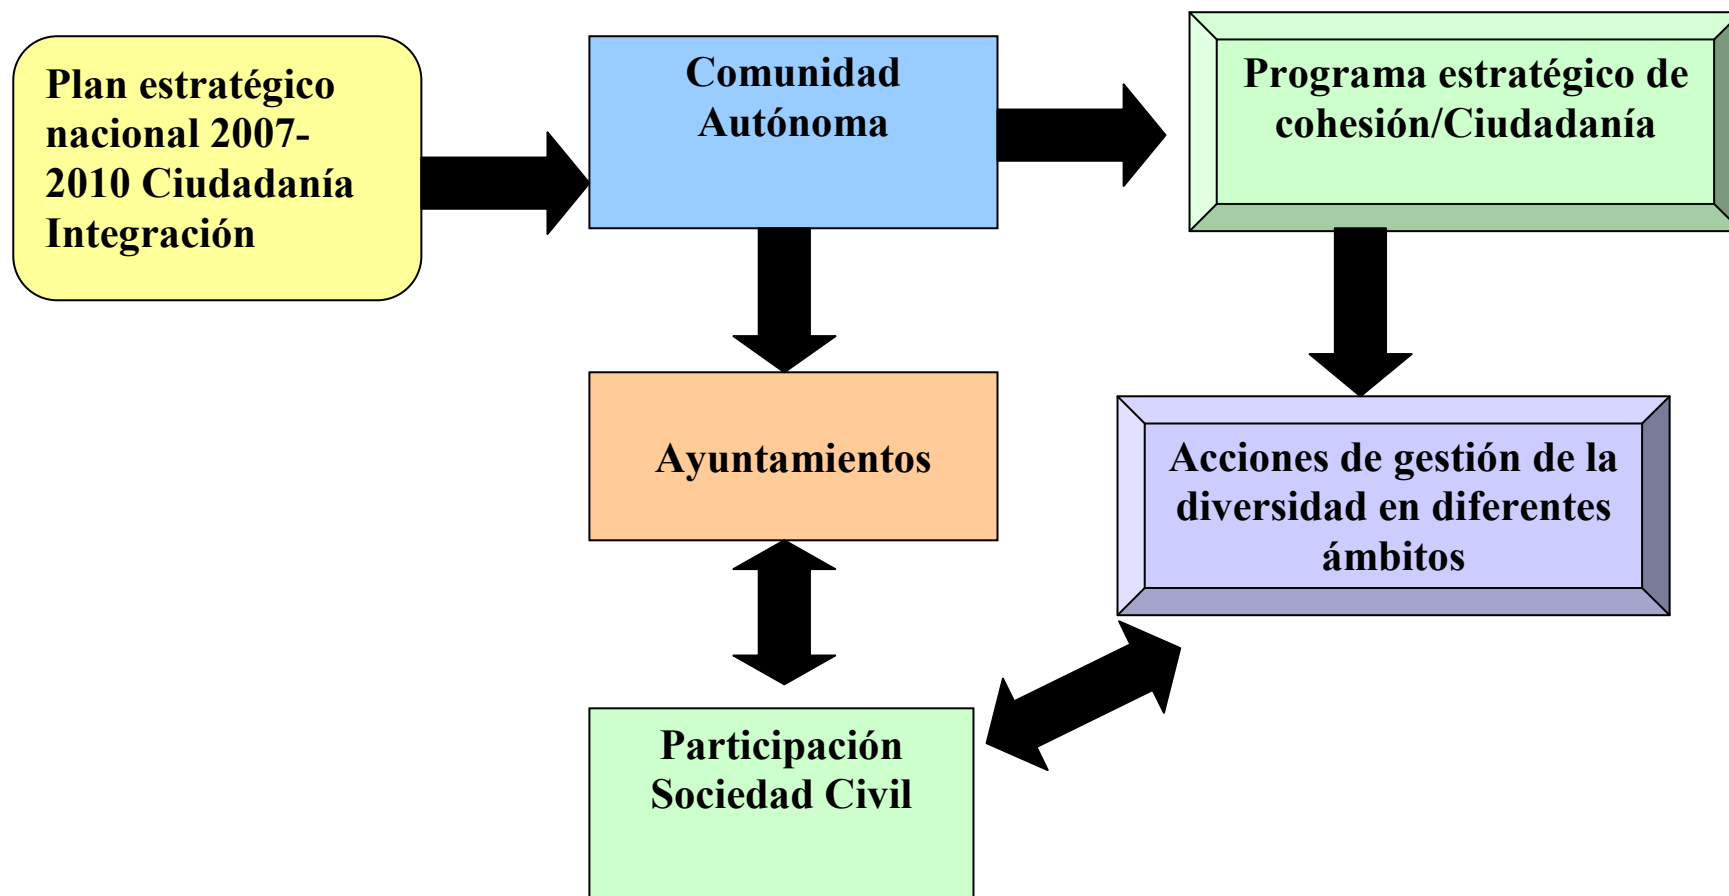 Plan estratégico
nacional 2007-
2010 Ciudadanía
Integración
Comunidad
Autónoma
Programa estratégico de
cohesión/Ciudadanía
Ayuntamientos
Acciones de gestión de la
diversidad en diferentes
ámbitos
Participación
Sociedad Civil